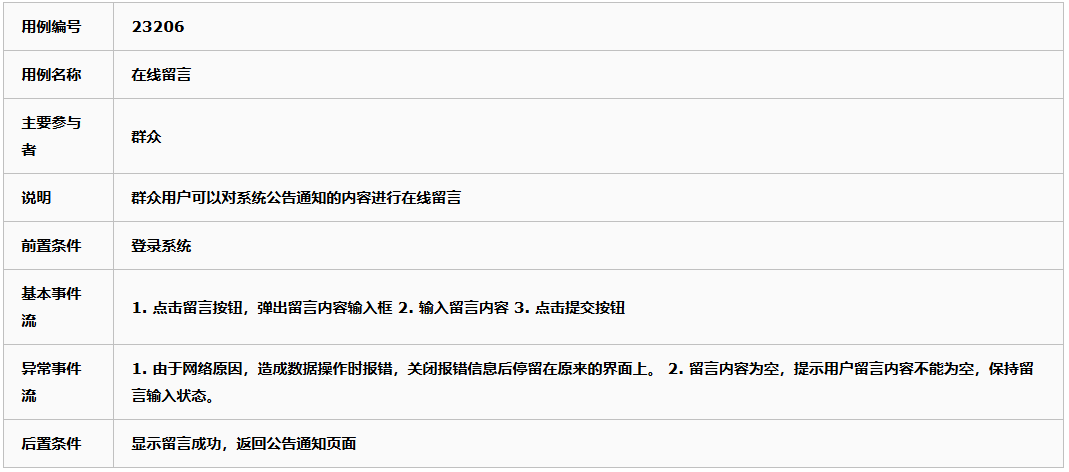 用例编号 23206
用例名称 在线留言
主要参与
者
群众
说明 群众用户可以对系统公告通知的内容进行在线留言
前置条件 登录系统
基本事件
流
1. 点击留言按钮，弹出留言内容输入框 2. 输入留言内容 3. 点击提交按钮
异常事件
流
1. 由于网络原因，造成数据操作时报错，关闭报错信息后停留在原来的界面上。 2. 留言内容为空，提示用户留言内容不能为空，保持留
言输入状态。
后置条件 显示留言成功，返回公告通知页面